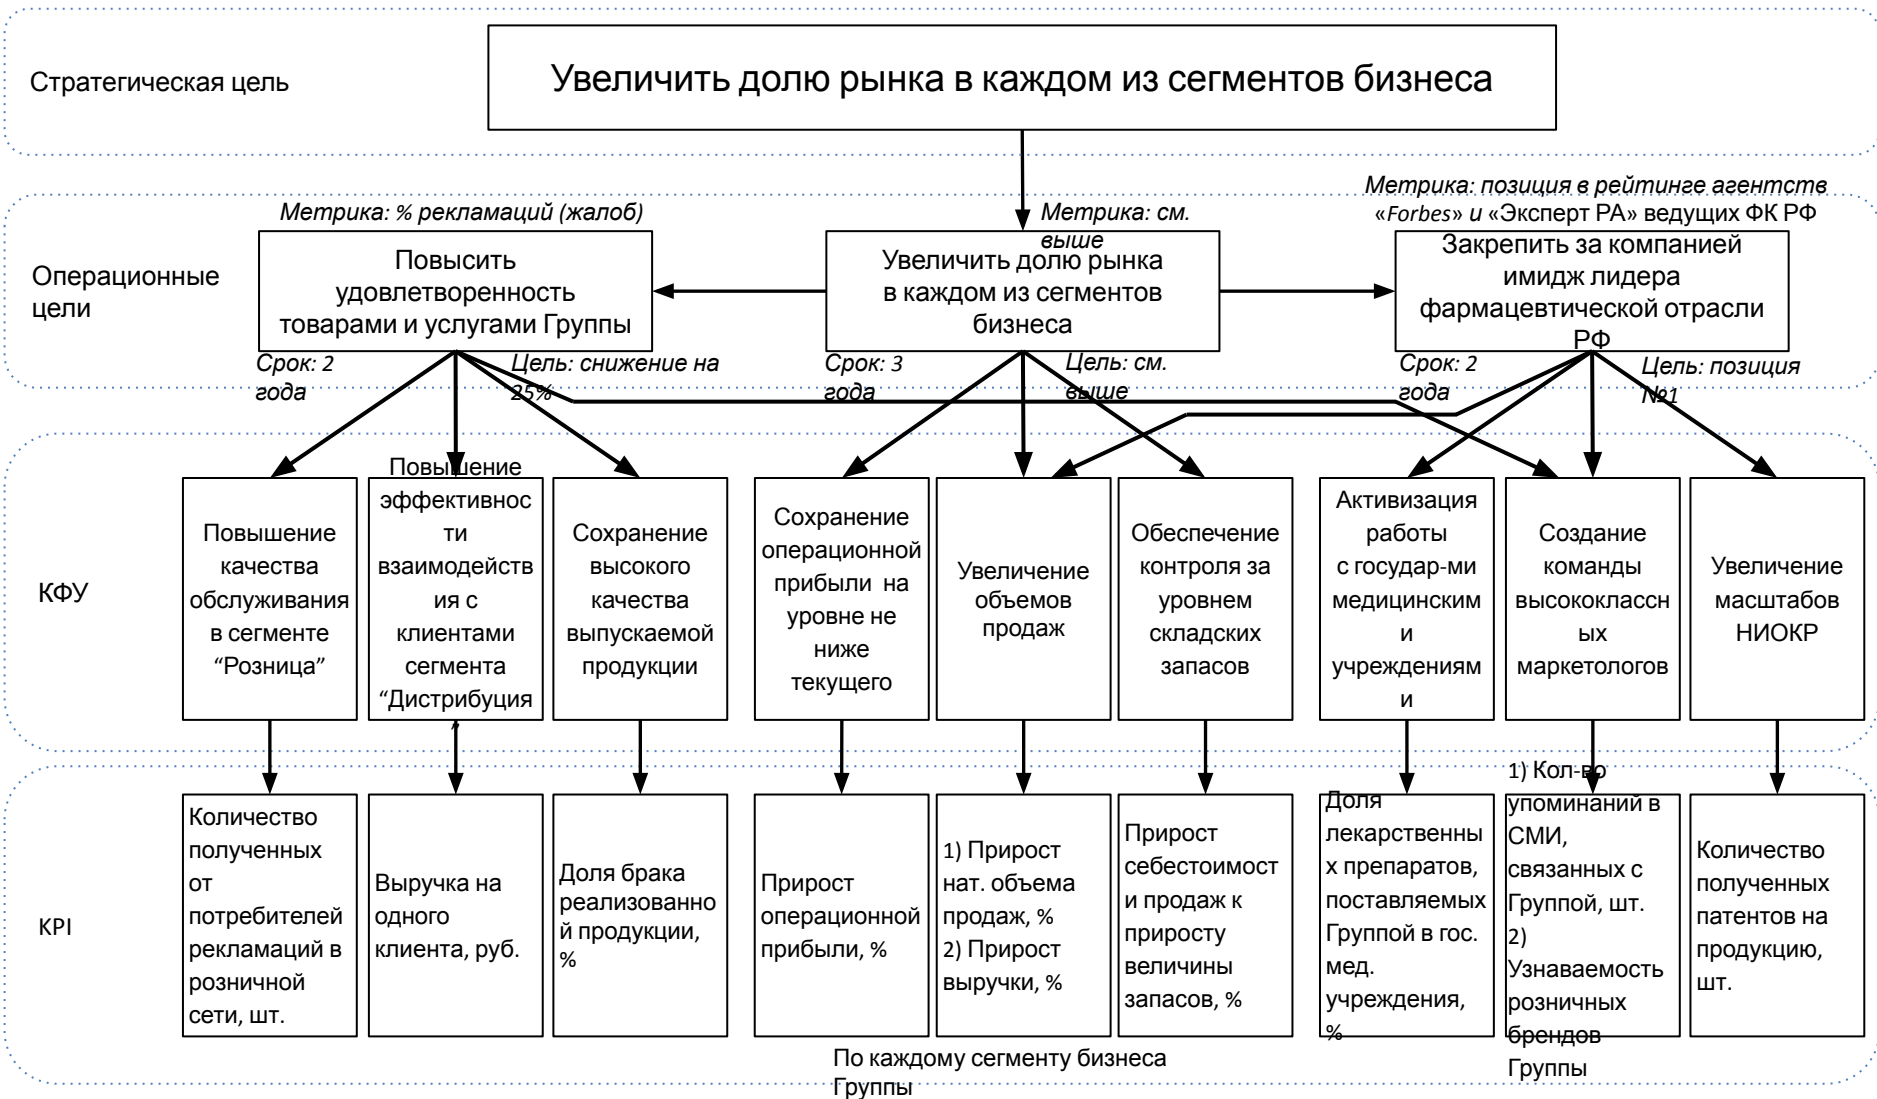 Стратегическая цель
Увеличить долю рынка в каждом из сегментов бизнеса
Операционные
цели
Метрика: % рекламаций (жалоб)
Повысить
удовлетворенность
товарами и услугами Группы
Срок: 2
года
Цель: снижение на
25%
Метрика: см.
выше
Увеличить долю рынка
в каждом из сегментов
бизнеса
Срок: 3
года
Цель: см.
выше
Метрика: позиция в рейтинге агентств
«Forbes» и «Эксперт РА» ведущих ФК РФ
Закрепить за компанией
имидж лидера
фармацевтической отрасли
РФ
Срок: 2
года
Цель: позиция
№1
КФУ
Повышение
качества
обслуживания
в сегменте
“Розница”
Повышение
эффективнос
ти
взаимодейств
ия с
клиентами
сегмента
“Дистрибуция
”
Сохранение
высокого
качества
выпускаемой
продукции
Сохранение
операционной
прибыли на
уровне не
ниже
текущего
Увеличение
объемов
продаж
Обеспечение
контроля за
уровнем
складских
запасов
Активизация
работы
с государ-ми
медицинским
и
учреждениям
и
Создание
команды
высококлассн
ых
маркетологов
Увеличение
масштабов
НИОКР
KPI
Количество
полученных
от
потребителей
рекламаций в
розничной
сети, шт.
Выручка на
одного
клиента, руб.
Доля брака
реализованно
й продукции,
%
Прирост
операционной
прибыли, %
1) Прирост
нат. объема
продаж, %
2) Прирост
выручки, %
Прирост
себестоимост
и продаж к
приросту
величины
запасов, %
Доля
лекарственны
х препаратов,
поставляемых
Группой в гос.
мед.
учреждения,
%
1) Кол-во
упоминаний в
СМИ,
связанных с
Группой, шт.
2)
Узнаваемость
розничных
брендов
Группы
Количество
полученных
патентов на
продукцию,
шт.
По каждому сегменту бизнеса
Группы